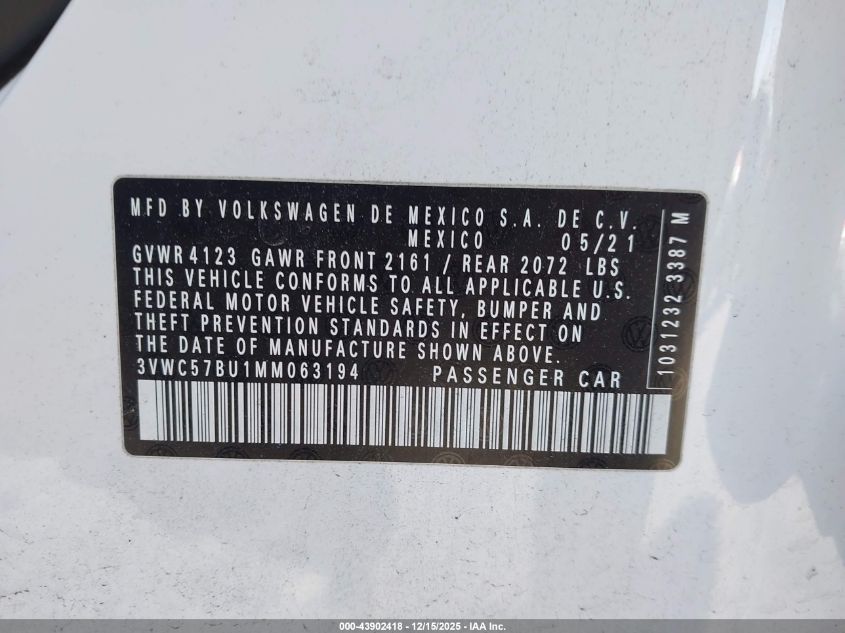 MFD BY VOLKSWAGEN DE MEXICO S.A. DE C.V.
MEXICO 05/21
GVWR 4123 GAWR FRONT 2161 / REAR 2072 LBS
THIS VEHICLE CONFORMS TO ALL APPLICABLE U.S.
FEDERAL MOTOR VEHICLE SAFETY, BUMPER AND
THEFT PREVENTION STANDARDS IN EFFECT ON
THE DATE OF MANUFACTURE SHOWN ABOVE.
3VWC57BU1MM063194 PASSENGER CAR
1031232 3387 M
000-43902418 - 12/15/2025 - IAA Inc.